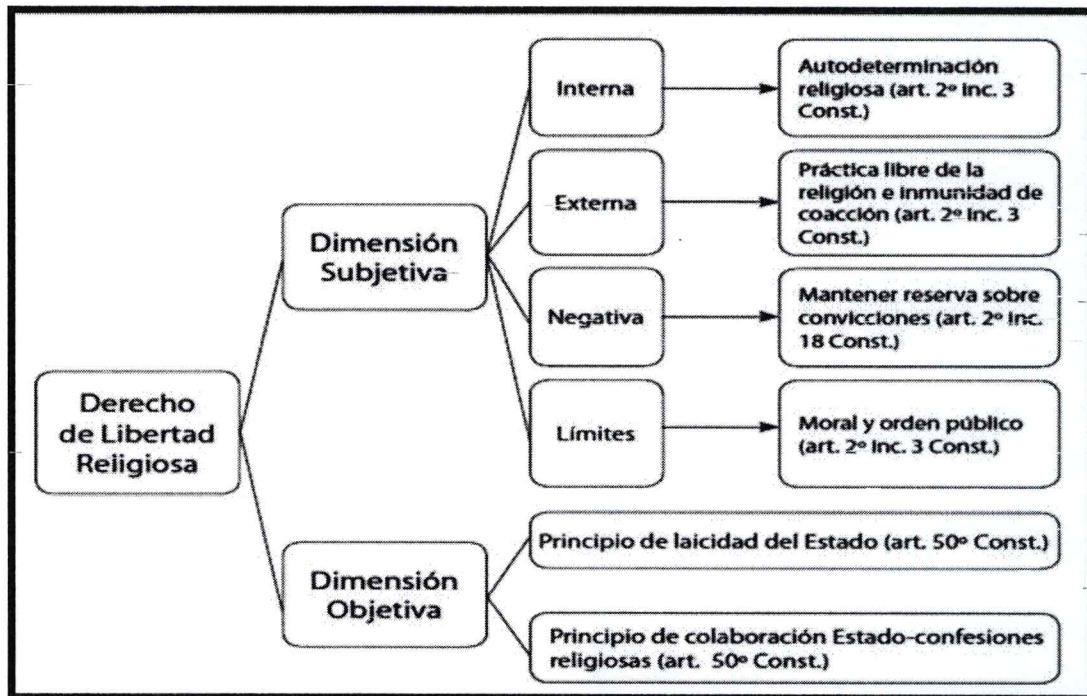 Derecho
de Libertad
Religiosa
Dimensión
Subjetiva
Interna
Autodeterminación
religiosa (art. 2º Inc. 3
Const.)
Externa
Práctica libre de la
religión e inmunidad de
coacción (art. 2º Inc. 3
Const.)
Negativa
Mantener reserva sobre
convicciones (art. 2º Inc.
18 Const.)
Límites
Moral y orden público
(art. 2º Inc. 3 Const.)
Dimensión
Objetiva
Principio de laicidad del Estado (art. 50º Const.)
Principio de colaboración Estado-confesiones
religiosas (art. 50º Const.)